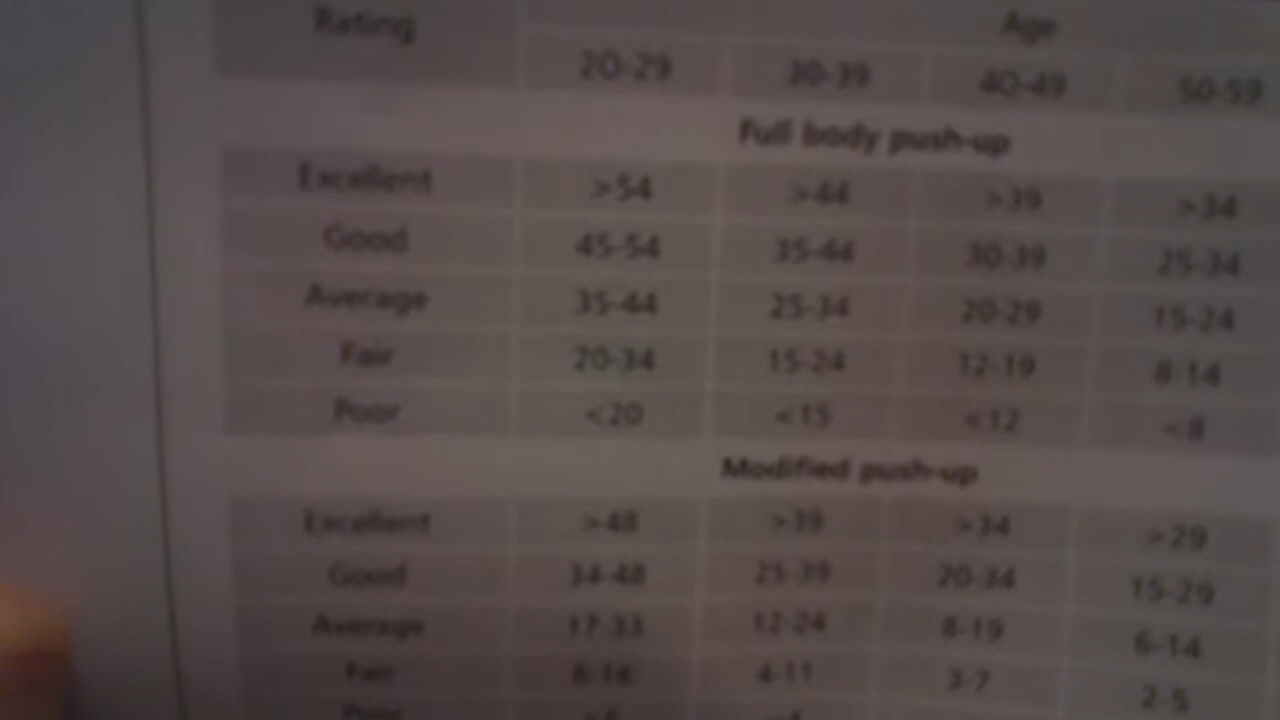 Rating Age
20-29 30-39 40-49 50-59
Full body push-up
Excellent >54 >44 >39 >34
Good 45-54 35-44 30-39 25-34
Average 35-44 25-34 20-29 15-24
Fair 20-34 15-24 12-19 8-14
Poor <20 <15 <12 <8
Modified push-up
Excellent >48 >39 >34 >29
Good 34-48 25-39 20-34 15-29
Average 17-33 12-24 8-19 6-14
Fair 6-16 4-11 3-7 2-5
Poor